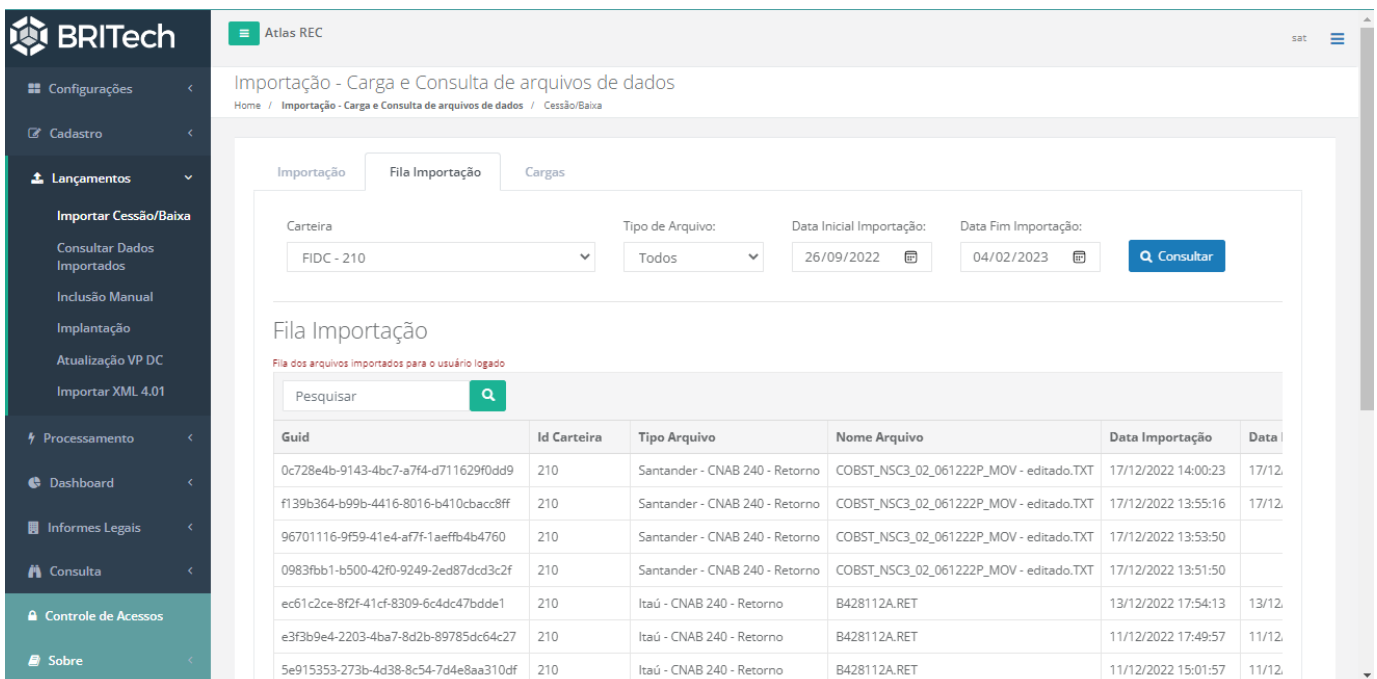 BRITech
Atlas REC
sat
Configurações
Cadastro
Lançamentos
Importar Cessão/Baixa
Consultar Dados
Importados
Inclusão Manual
Implantação
Atualização VP DC
Importar XML 4.01
Processamento
Dashboard
Informes Legais
Consulta
Controle de Acessos
Sobre
Importação - Carga e Consulta de arquivos de dados
Home / Importação - Carga e Consulta de arquivos de dados / Cessão/Baixa
Importação Fila Importação Cargas
Carteira Tipo de Arquivo: Data Inicial Importação: Data Fim Importação:
FIDC - 210 Todos 26/09/2022 04/02/2023 Consultar
Fila Importação
Fila dos arquivos importados para o usuário logado
Pesquisar
Guid Id Carteira Tipo Arquivo Nome Arquivo Data Importação Data
0c728e4b-9143-4bc7-a7f4-d711629f0dd9 210 Santander - CNAB 240 - Retorno COBST_NSC3_02_061222P_MOV - editado.TXT 17/12/2022 14:00:23 17/12/
f139b364-b99b-4416-8016-b410cbacc8ff 210 Santander - CNAB 240 - Retorno COBST_NSC3_02_061222P_MOV - editado.TXT 17/12/2022 13:55:16 17/12/
96701116-9f59-41e4-af7f-1aeffb4b4760 210 Santander - CNAB 240 - Retorno COBST_NSC3_02_061222P_MOV - editado.TXT 17/12/2022 13:53:50
0983fbb1-b500-42f0-9249-2ed87dcd3c2f 210 Santander - CNAB 240 - Retorno COBST_NSC3_02_061222P_MOV - editado.TXT 17/12/2022 13:51:50
ec61c2ce-8f2f-41cf-8309-6c4dc47bdde1 210 Itaú - CNAB 240 - Retorno B428112A.RET 13/12/2022 17:54:13 13/12/
e3f3b9e4-2203-4ba7-8d2b-89785dc64c27 210 Itaú - CNAB 240 - Retorno B428112A.RET 11/12/2022 17:49:57 11/12/
5e915353-273b-4d38-8c54-7d4e8aa310df 210 Itaú - CNAB 240 - Retorno B428112A.RET 11/12/2022 15:01:57 11/12/